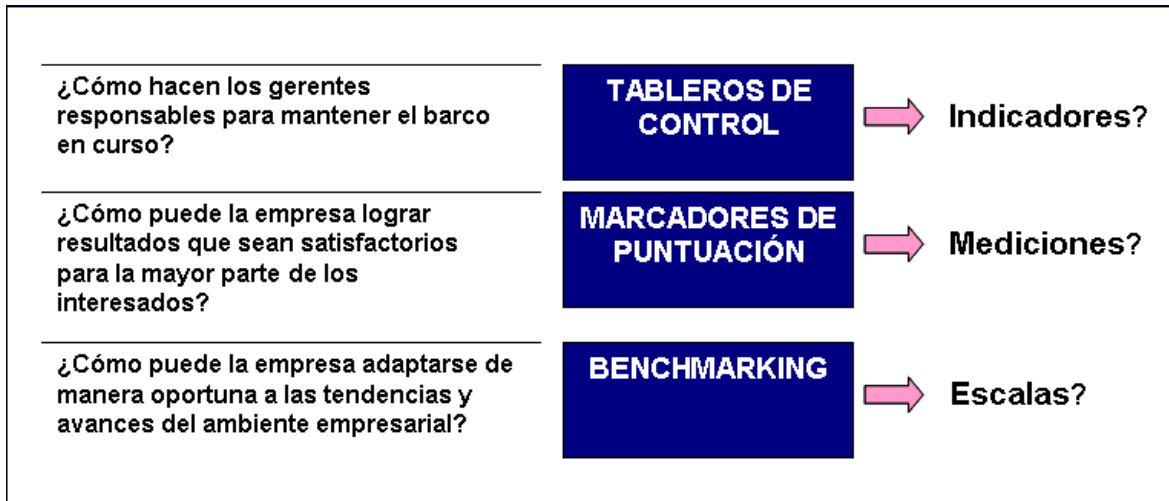 ¿Cómo hacen los gerentes
responsables para mantener el barco
en curso?
TABLEROS DE
CONTROL
Indicadores?
¿Cómo puede la empresa lograr
resultados que sean satisfactorios
para la mayor parte de los
interesados?
MARCADORES DE
PUNTUACIÓN
Mediciones?
¿Cómo puede la empresa adaptarse de
manera oportuna a las tendencias y
avances del ambiente empresarial?
BENCHMARKING
Escalas?